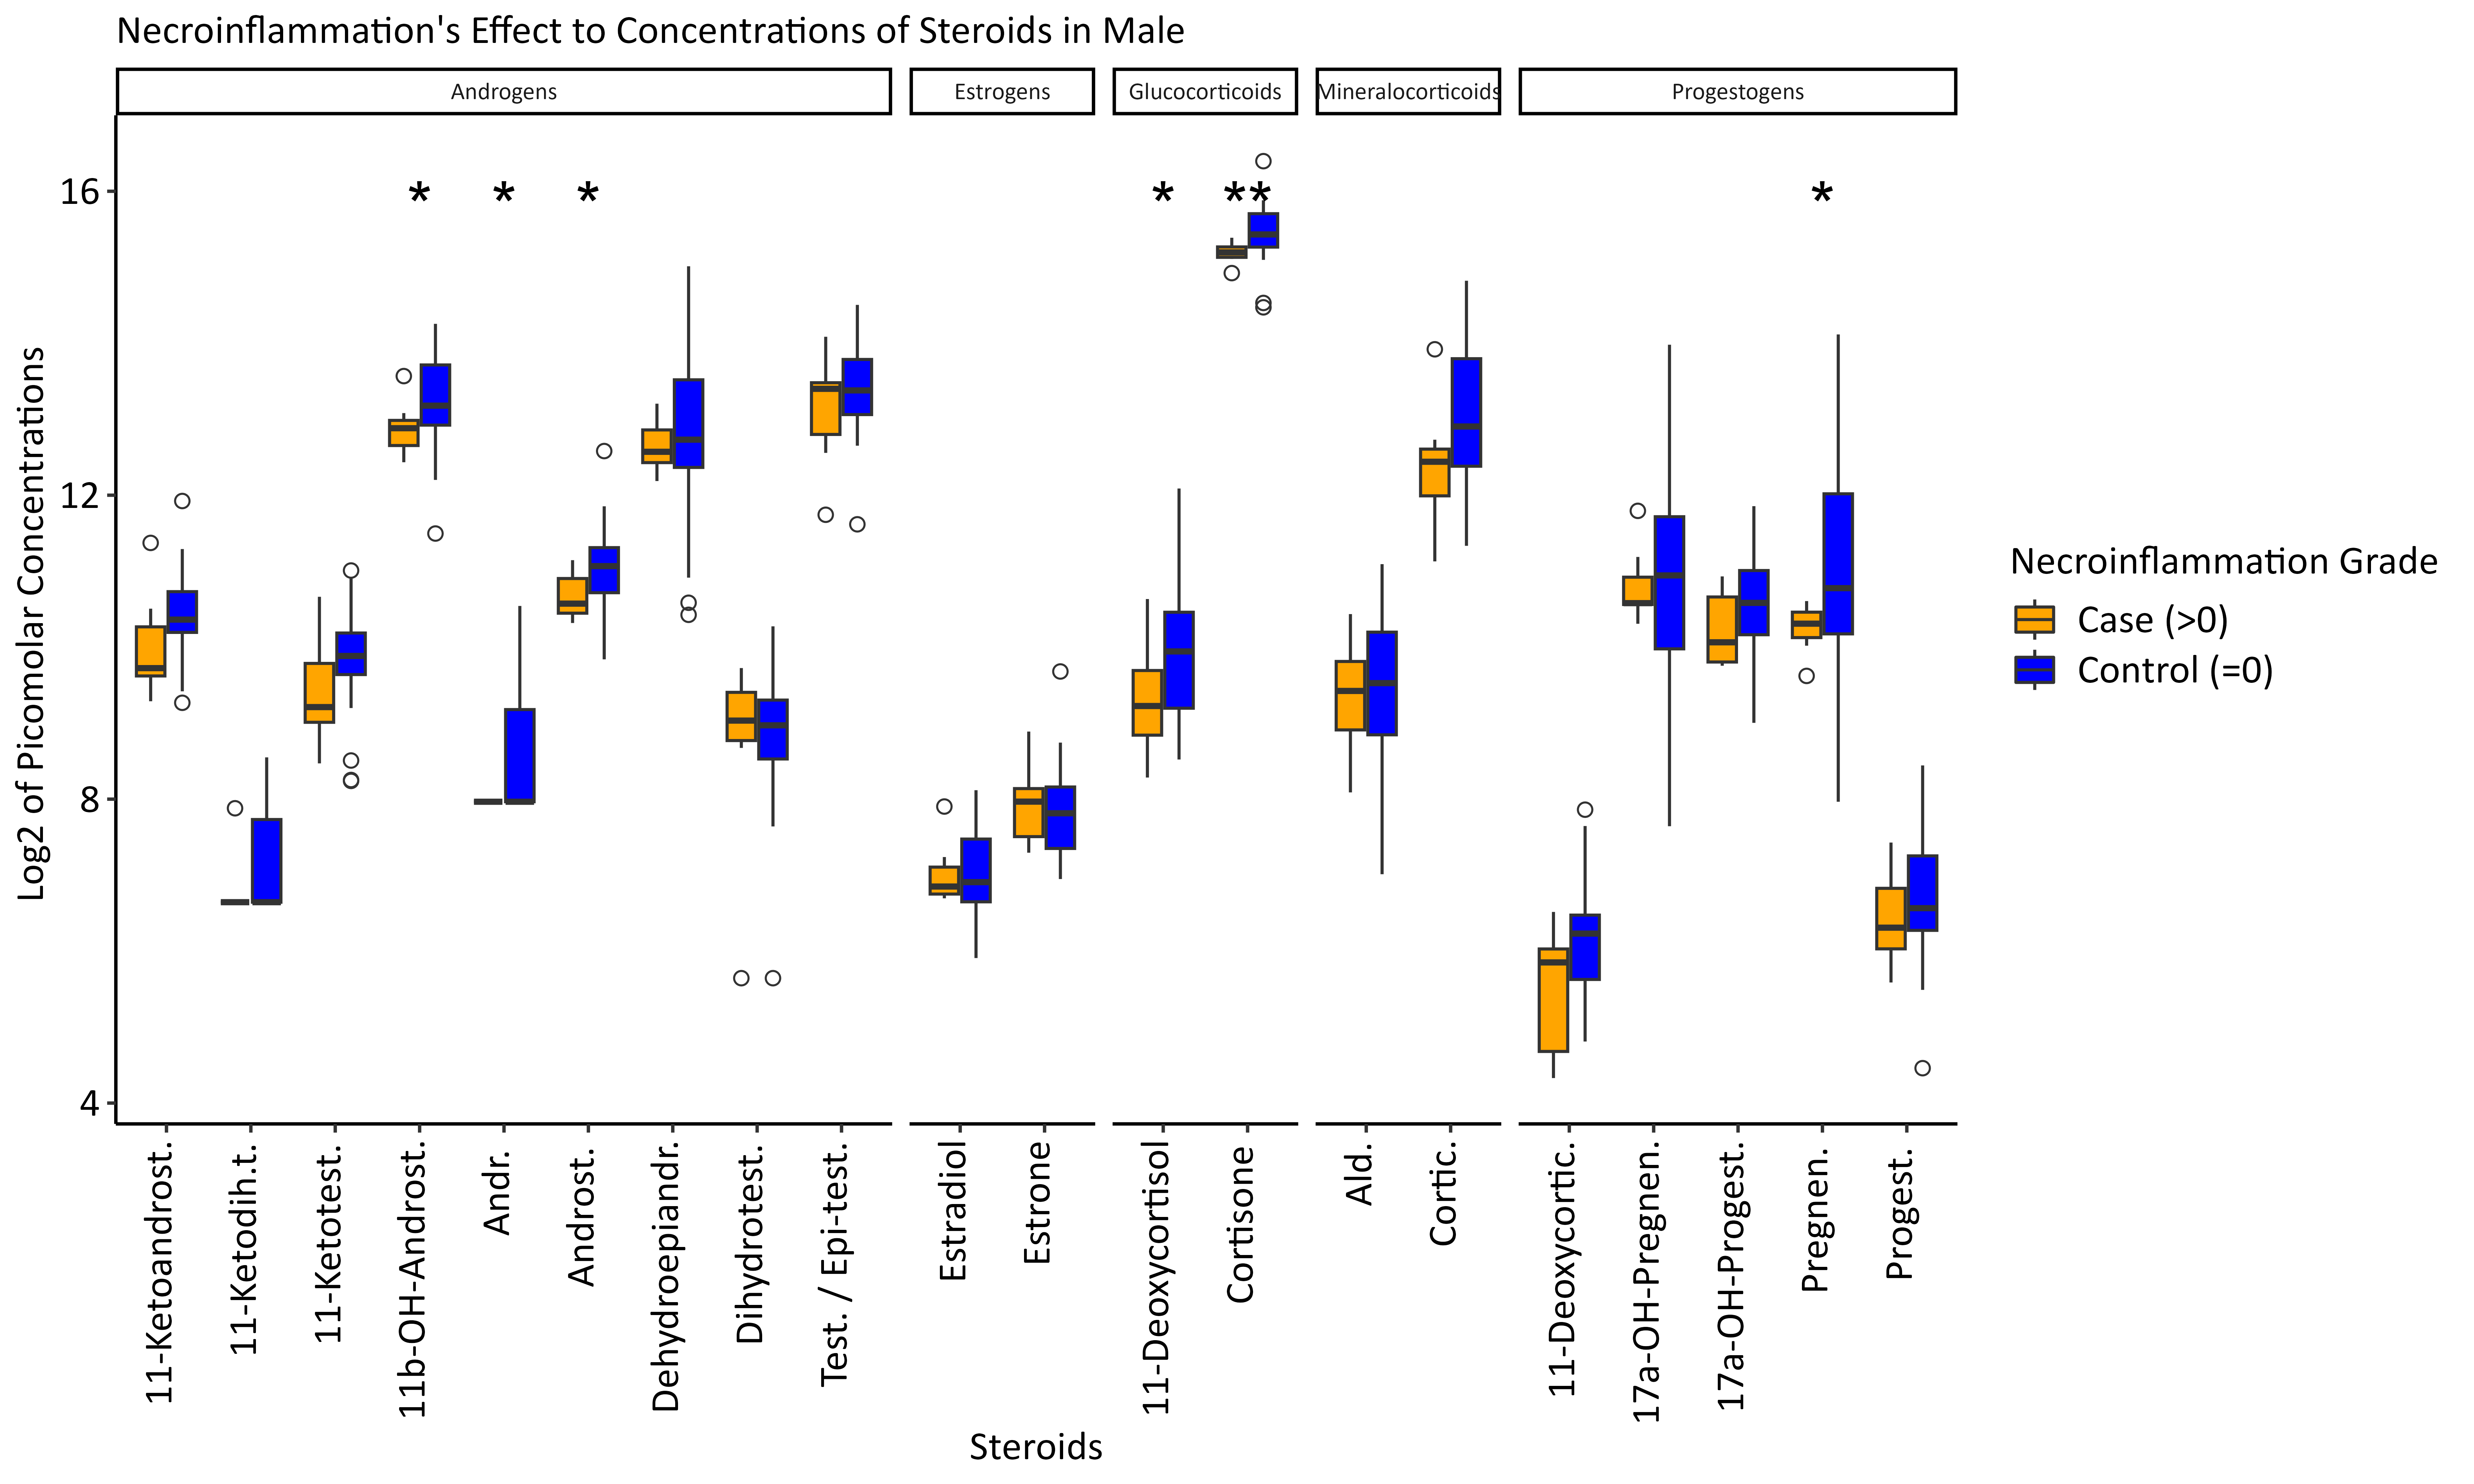 Necroinflammation's Effect to Concentrations of Steroids in Male
Androgens
Estrogens
Glucocorticoids
Mineralocorticoids
Progestogens
Log2 of Picomolar Concentrations
16
12
8
4
* * * * ** *
11-Ketoandrost.
11-Ketodih.t.
11-Ketotest.
11b-OH-Androst.
Andr.
Androst.
Dehydroepiandr.
Dihydrotest.
Test. / Epi-test.
Estradiol
Estrone
11-Deoxycortisol
Cortisone
Ald.
Cortic.
11-Deoxycortic.
17a-OH-Pregnen.
17a-OH-Progest.
Pregnen.
Progest.
Steroids
Necroinflammation Grade
Case (>0)
Control (=0)